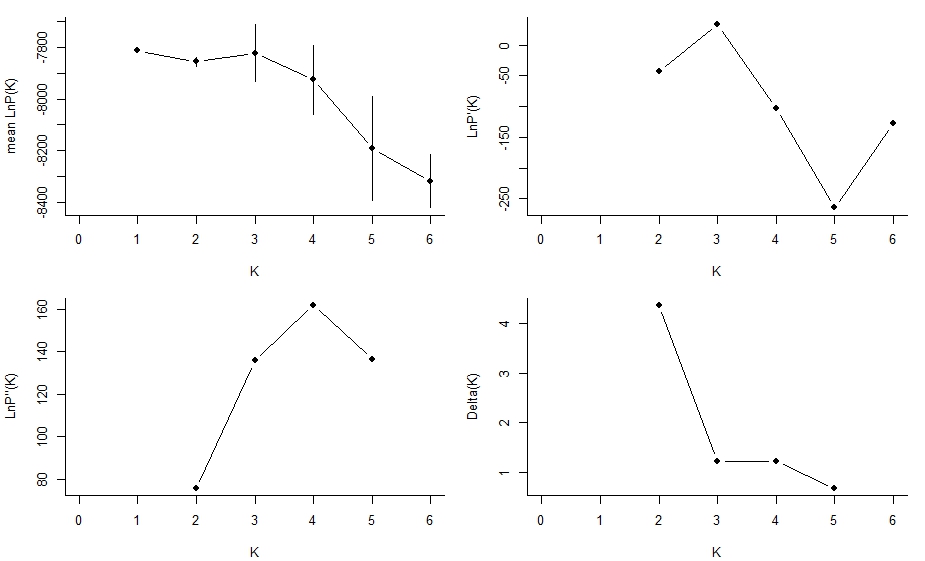 mean LnP(K)
-7800
-8000
-8200
-8400
0 1 2 3 4 5 6
K
LnP'(K)
0
-50
-150
-250
0 1 2 3 4 5 6
K
LnP''(K)
160
140
120
100
80
0 1 2 3 4 5 6
K
Delta(K)
4
3
2
1
0 1 2 3 4 5 6
K